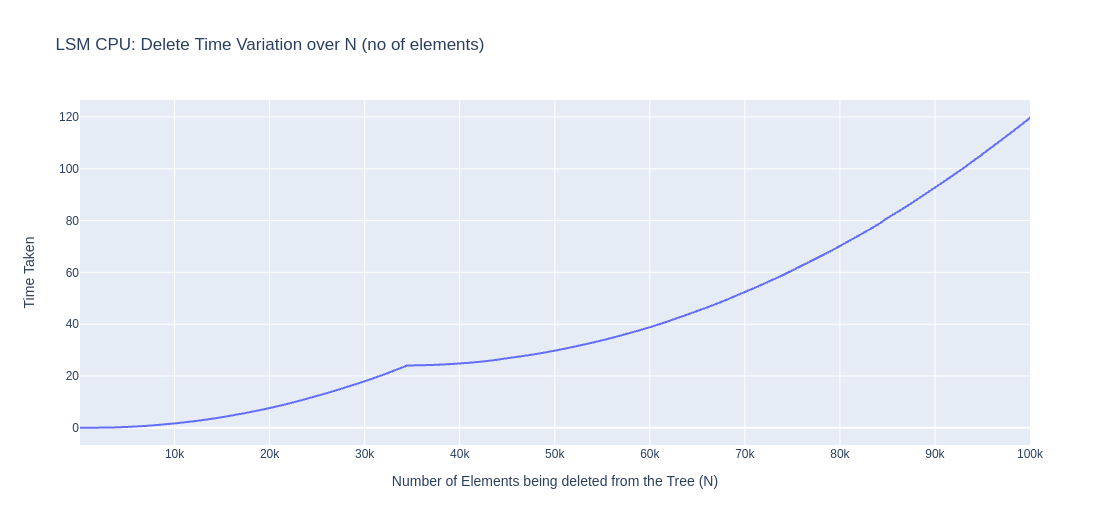 LSM CPU: Delete Time Variation over N (no of elements)
120
100
80
60
40
20
0
Time Taken
10k 20k 30k 40k 50k 60k 70k 80k 90k 100k
Number of Elements being deleted from the Tree (N)